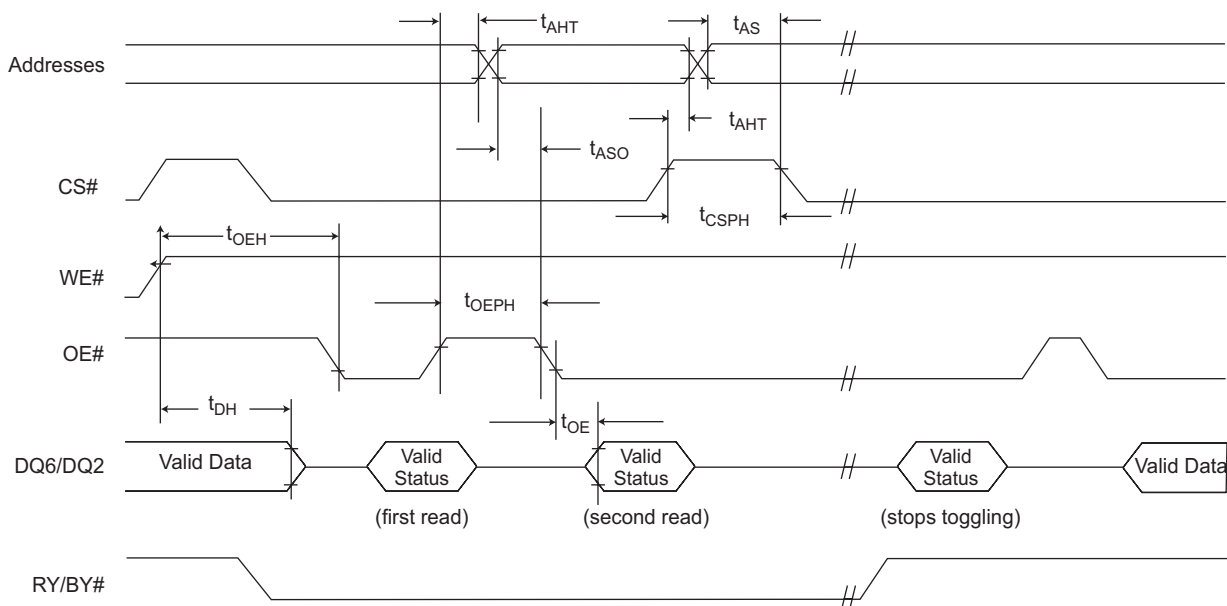 tAHT
tAS
Addresses
tAHT
tASO
CS#
tCSPH
tOEH
WE#
tOEPH
OE#
tDH
tOE
DQ6/DQ2
Valid Data
Valid
Status
Valid
Status
Valid
Status
Valid Data
(first read)
(second read)
(stops toggling)
RY/BY#